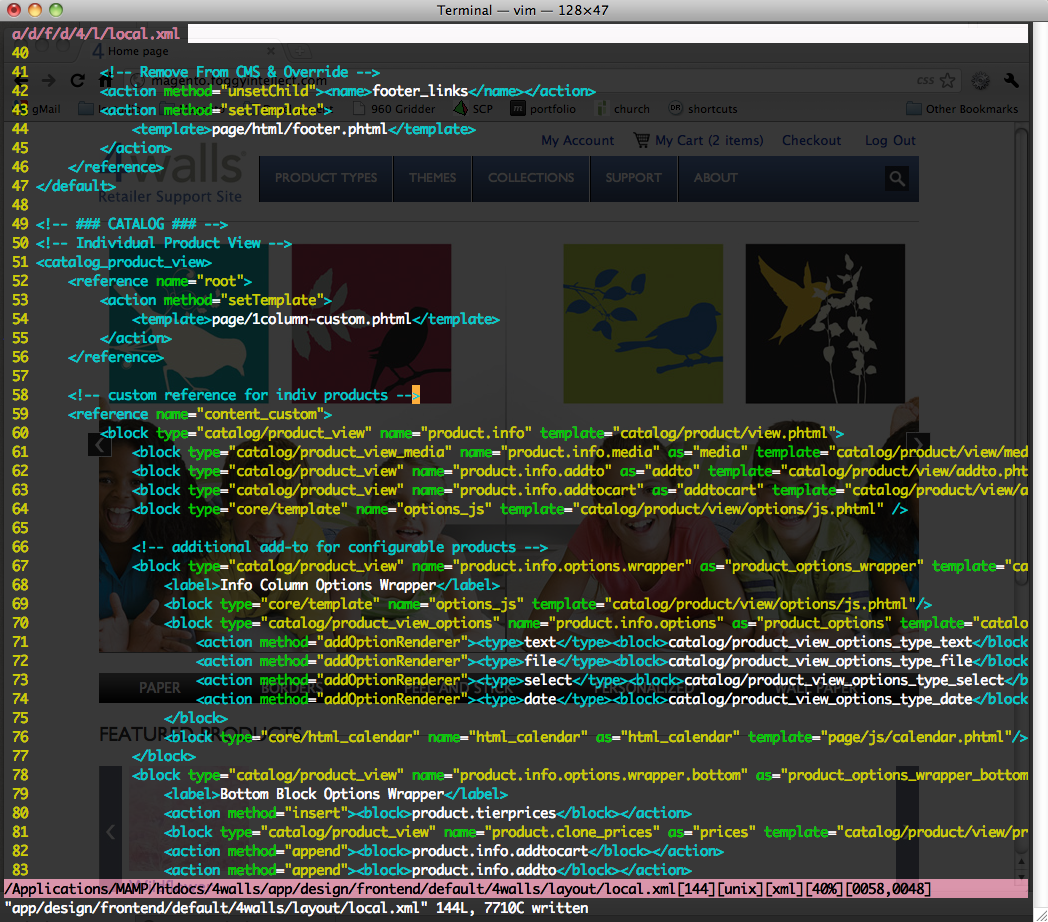 Terminal — vim — 128×47
a/d/f/d/4/l/local.xml
4 Home page
40
41 <!-- Remove From CMS & Override -->
magento.foggyintellect.com
css
42 <action method="unsetChild"><name>footer_links</name></action>
gMail
960 Gridder
SCP
portfolio
church
shortcuts
Other Bookmarks
43 <action method="setTemplate">
44 <template>page/html/footer.phtml</template>
My Account
My Cart (2 items)
Checkout
Log Out
45 </action>
4walls
46 </reference>
PRODUCT TYPES
THEMES
COLLECTIONS
SUPPORT
ABOUT
47 </default>
Retailer Support Site
48
49 <!-- ### CATALOG ### -->
50 <!-- Individual Product View -->
51 <catalog_product_view>
52 <reference name="root">
53 <action method="setTemplate">
54 <template>page/1column-custom.phtml</template>
55 </action>
56 </reference>
57
58 <!-- custom reference for indiv products -->
59 <reference name="content_custom">
60 <block type="catalog/product_view" name="product.info" template="catalog/product/view.phtml">
61 <block type="catalog/product_view_media" name="product.info.media" as="media" template="catalog/product/view/med
62 <block type="catalog/product_view" name="product.info.addto" as="addto" template="catalog/product/view/addto.pht
63 <block type="catalog/product_view" name="product.info.addtocart" as="addtocart" template="catalog/product/view/a
64 <block type="core/template" name="options_js" template="catalog/product/view/options/js.phtml" />
65
66 <!-- additional add-to for configurable products -->
67 <block type="catalog/product_view" name="product.info.options.wrapper" as="product_options_wrapper" template="ca
68 <label>Info Column Options Wrapper</label>
69 <block type="core/template" name="options_js" template="catalog/product/view/options/js.phtml"/>
70 <block type="catalog/product_view_options" name="product.info.options" as="product_options" template="catalo
71 <action method="addOptionRenderer"><type>text</type><block>catalog/product_view_options_type_text</block
72 <action method="addOptionRenderer"><type>file</type><block>catalog/product_view_options_type_file</block
73 <action method="addOptionRenderer"><type>select</type><block>catalog/product_view_options_type_select</b
74 <action method="addOptionRenderer"><type>date</type><block>catalog/product_view_options_type_date</block
PAPER
BORDERS
PEEL AND STICK
PERSONALIZED
WALL PAPER
75 </block>
FEATURED PRODUCTS
76 <block type="core/html_calendar" name="html_calendar" as="html_calendar" template="page/js/calendar.phtml"/>
77 </block>
78 <block type="catalog/product_view" name="product.info.options.wrapper.bottom" as="product_options_wrapper_bottom
79 <label>Bottom Block Options Wrapper</label>
80 <action method="insert"><block>product.tierprices</block></action>
81 <block type="catalog/product_view" name="product.clone_prices" as="prices" template="catalog/product/view/pr
82 <action method="append"><block>product.info.addtocart</block></action>
83 <action method="append"><block>product.info.addto</block></action>
/Applications/MAMP/htdocs/4walls/app/design/frontend/default/4walls/layout/local.xml[144][unix][xml][40%][0058,0048]
"app/design/frontend/default/4walls/layout/local.xml" 144L, 7710C written